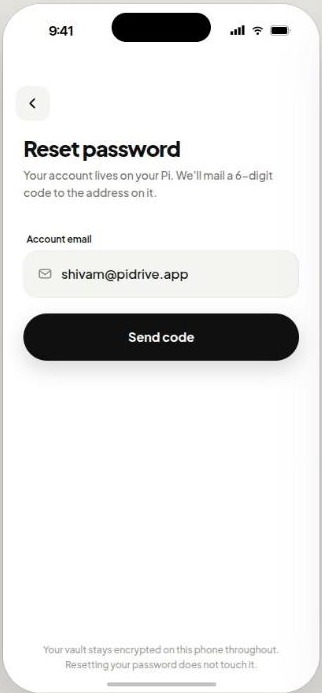 9:41
Reset password
Your account lives on your Pi. We'll mail a 6-digit
code to the address on it.
Account email
shivam@pidrive.app
Send code
Your vault stays encrypted on this phone throughout.
Resetting your password does not touch it.